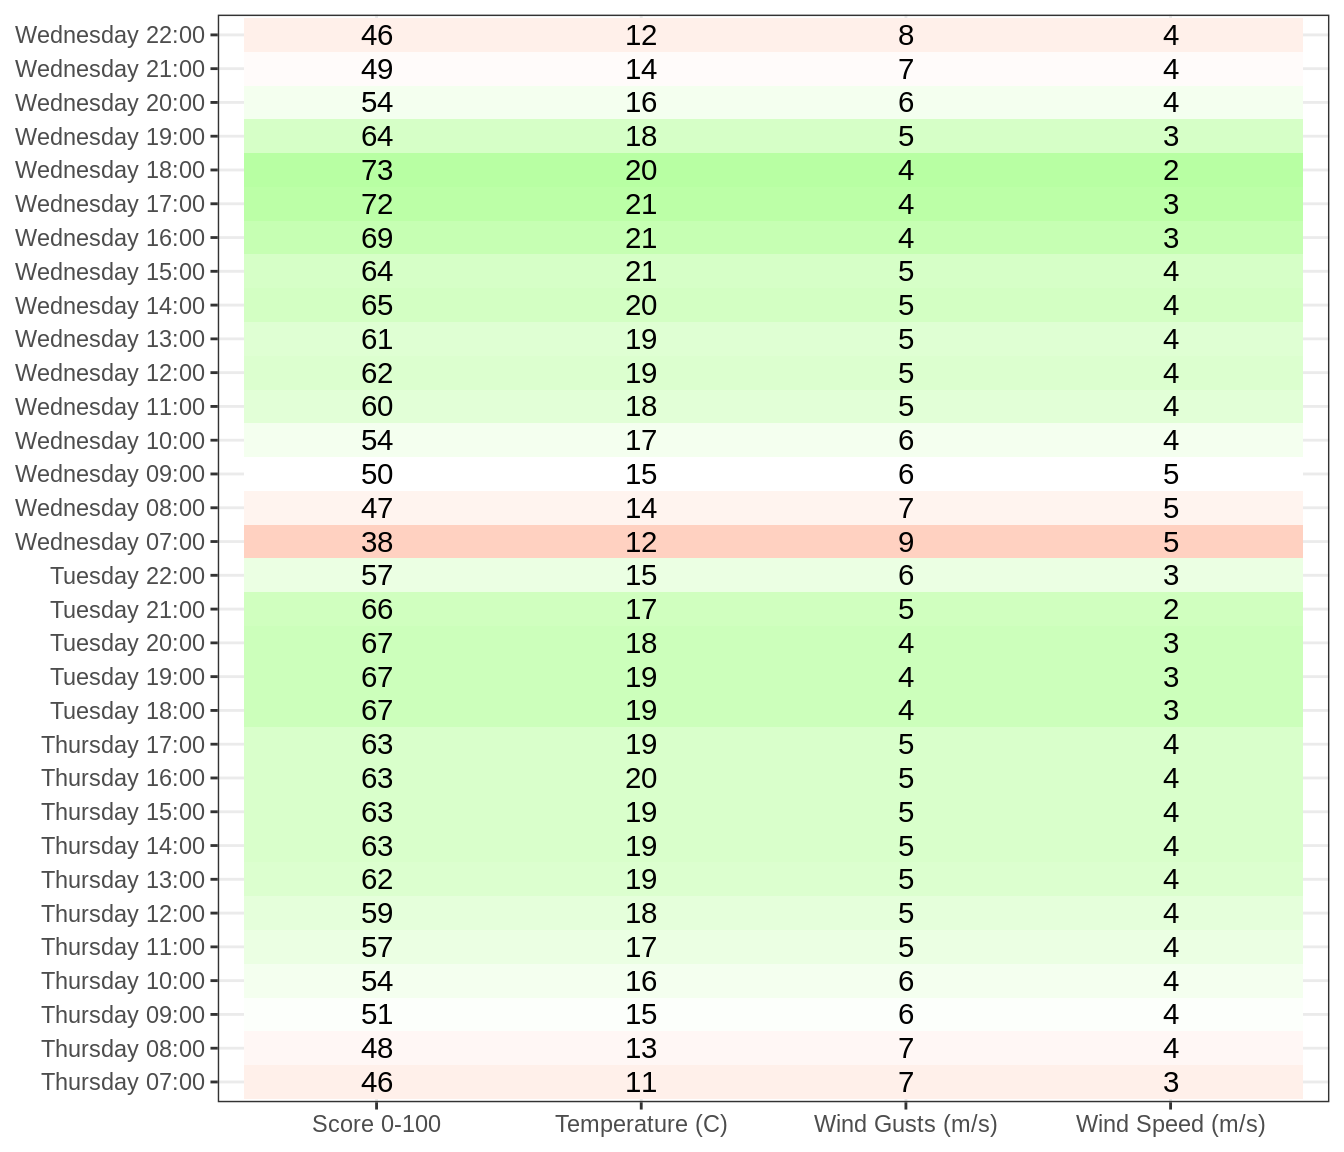 Wednesday 22:00 46 12 8 4
Wednesday 21:00 49 14 7 4
Wednesday 20:00 54 16 6 4
Wednesday 19:00 64 18 5 3
Wednesday 18:00 73 20 4 2
Wednesday 17:00 72 21 4 3
Wednesday 16:00 69 21 4 3
Wednesday 15:00 64 21 5 4
Wednesday 14:00 65 20 5 4
Wednesday 13:00 61 19 5 4
Wednesday 12:00 62 19 5 4
Wednesday 11:00 60 18 5 4
Wednesday 10:00 54 17 6 4
Wednesday 09:00 50 15 6 5
Wednesday 08:00 47 14 7 5
Wednesday 07:00 38 12 9 5
Tuesday 22:00 57 15 6 3
Tuesday 21:00 66 17 5 2
Tuesday 20:00 67 18 4 3
Tuesday 19:00 67 19 4 3
Tuesday 18:00 67 19 4 3
Thursday 17:00 63 19 5 4
Thursday 16:00 63 20 5 4
Thursday 15:00 63 19 5 4
Thursday 14:00 63 19 5 4
Thursday 13:00 62 19 5 4
Thursday 12:00 59 18 5 4
Thursday 11:00 57 17 5 4
Thursday 10:00 54 16 6 4
Thursday 09:00 51 15 6 4
Thursday 08:00 48 13 7 4
Thursday 07:00 46 11 7 3
Score 0-100 Temperature (C) Wind Gusts (m/s) Wind Speed (m/s)